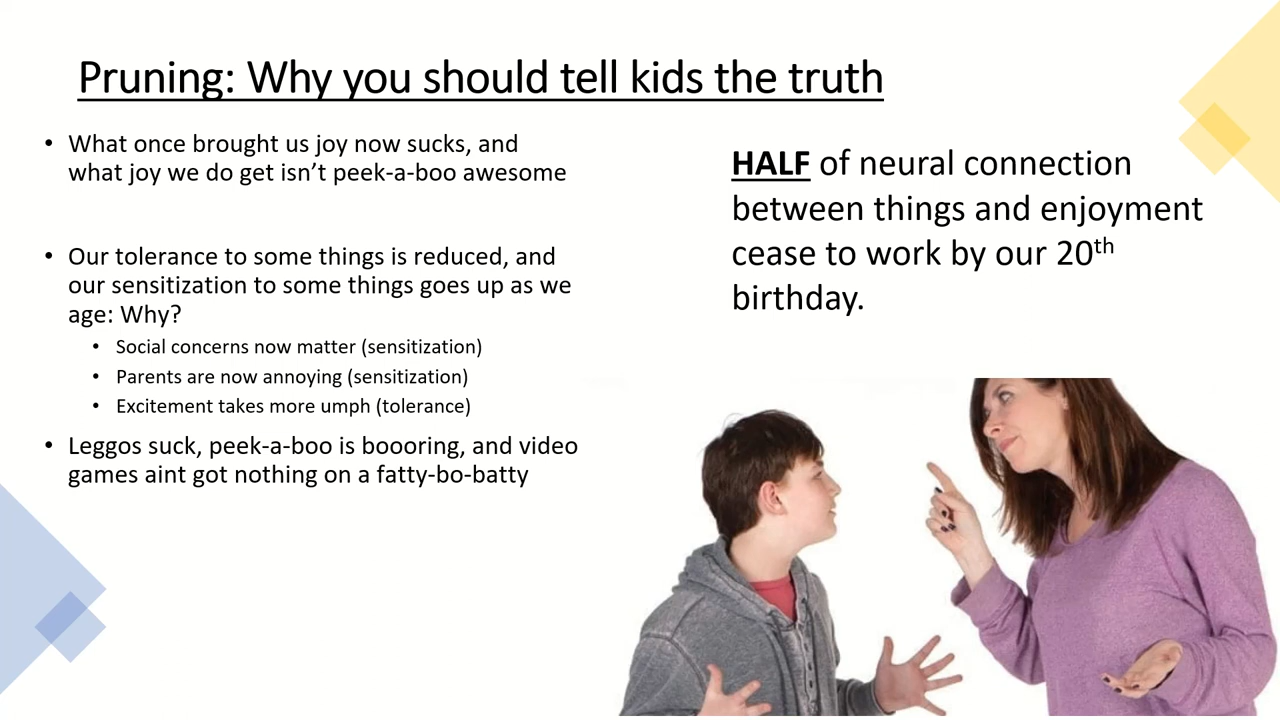 Pruning: Why you should tell kids the truth
• What once brought us joy now sucks, and
what joy we do get isn’t peek-a-boo awesome
• Our tolerance to some things is reduced, and
our sensitization to some things goes up as we
age: Why?
• Social concerns now matter (sensitization)
• Parents are now annoying (sensitization)
• Excitement takes more umph (tolerance)
• Leggos suck, peek-a-boo is boooring, and video
games aint got nothing on a fatty-bo-batty
HALF of neural connection
between things and enjoyment
cease to work by our 20th
birthday.